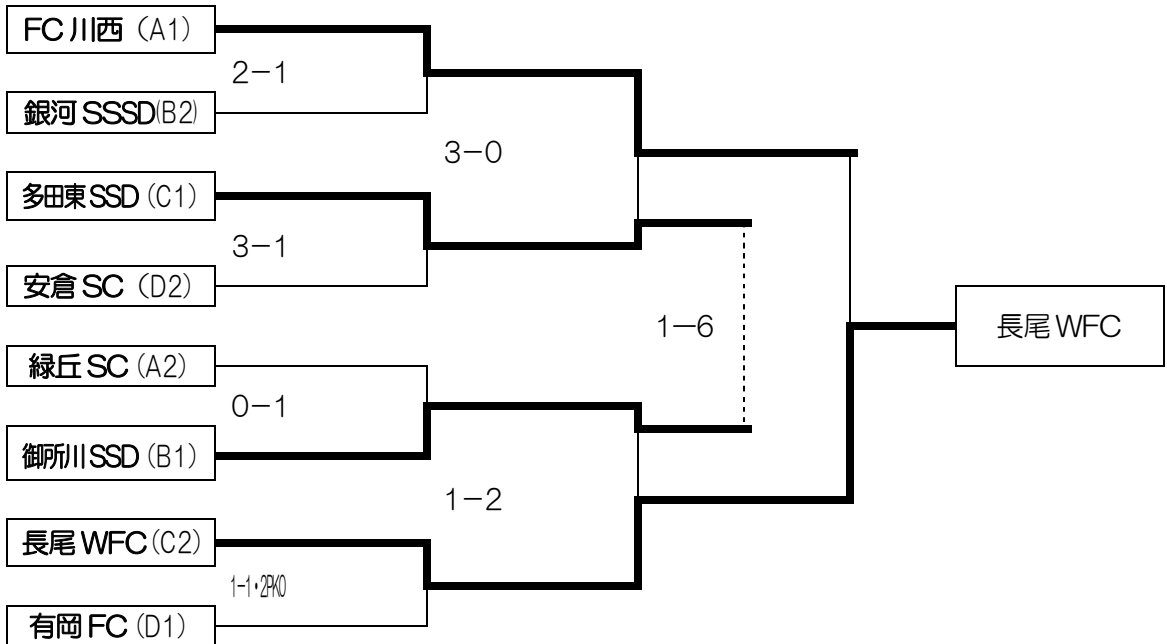 FC川西（A1）
2－1
銀河SSSD(B2)
3－0
多田東SSD（C1）
3－1
安倉SC（D2）
1－6
長尾WFC
緑丘SC（A2）
0－1
御所川SSD（B1）
1－2
長尾WFC（C2）
1-1・2PK0
有岡FC（D1）